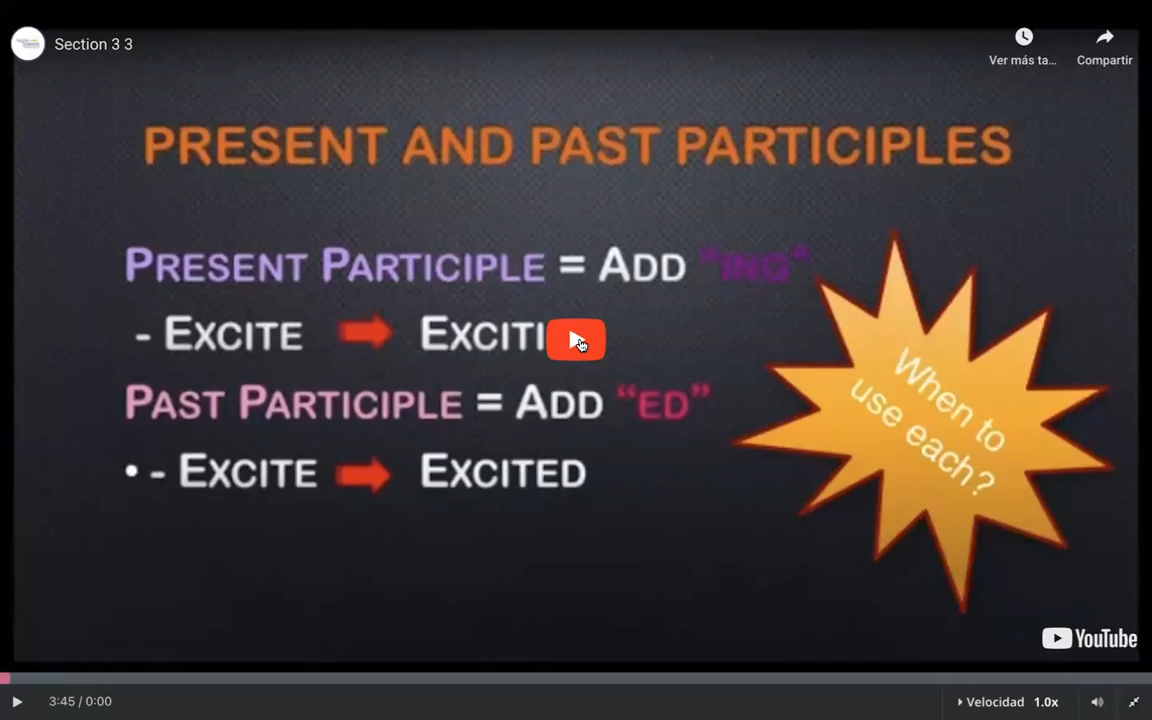 Section 3 3
Ver más ta...
Compartir
PRESENT AND PAST PARTICIPLES
PRESENT PARTICIPLE = ADD "ING"
- EXCITE EXCITI
PAST PARTICIPLE = ADD "ED"
• - EXCITE EXCITED
When to
use each?
YouTube
3:45 / 0:00
Velocidad 1.0x